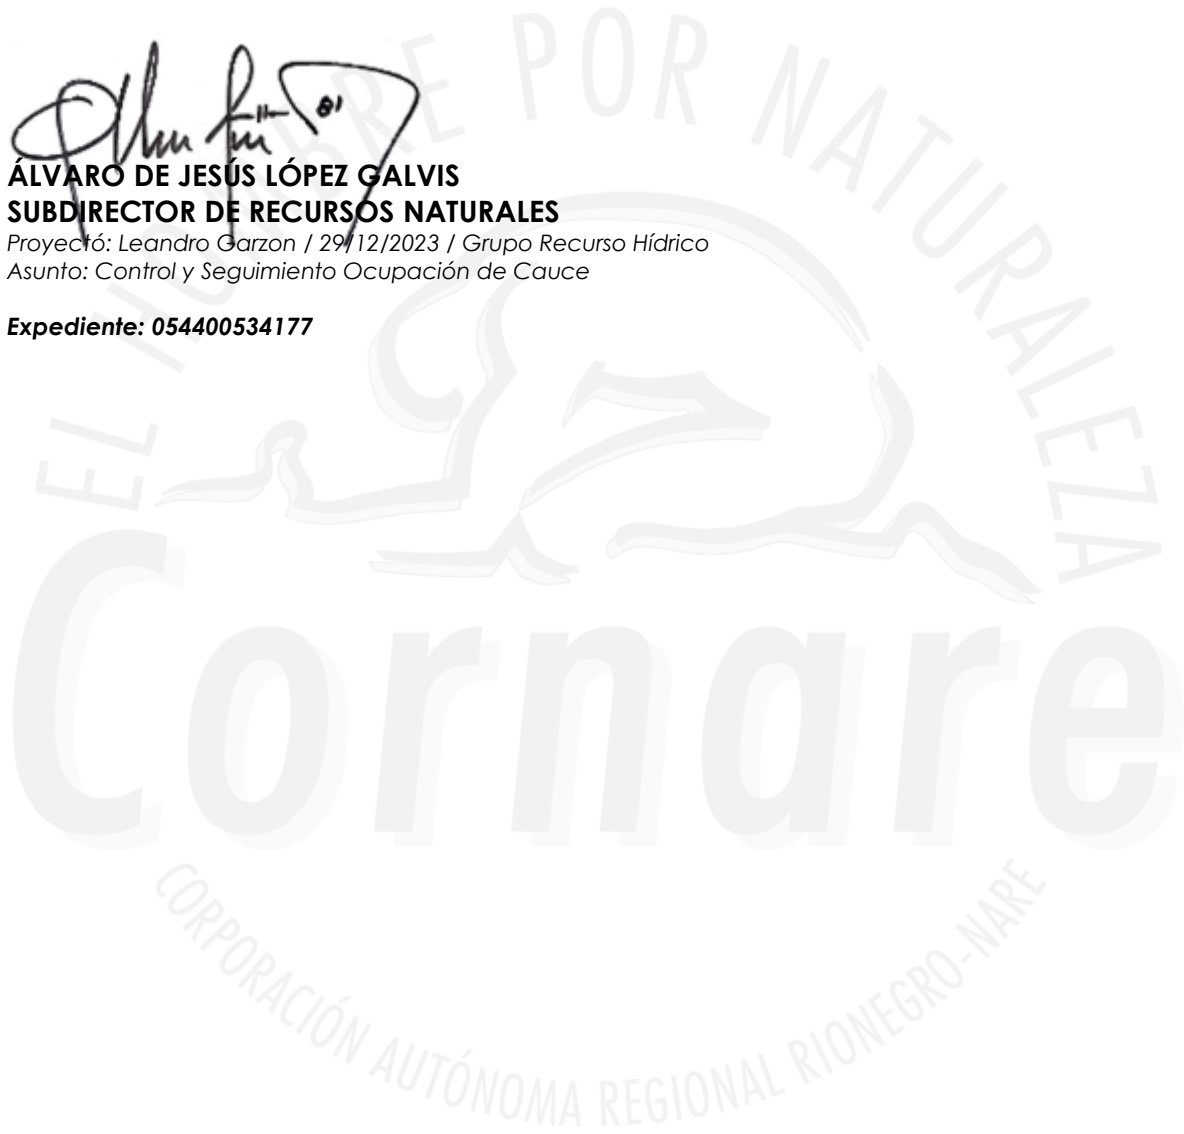 ÁLVARO DE JESÚS LÓPEZ GALVIS
SUBDIRECTOR DE RECURSOS NATURALES
Proyectó: Leandro Garzon / 29/12/2023 / Grupo Recurso Hídrico
Asunto: Control y Seguimiento Ocupación de Cauce
Expediente: 054400534177
EL HOMBRE POR NATURALEZA
Cornare
CORPORACIÓN AUTÓNOMA REGIONAL RIONEGRO-NARE